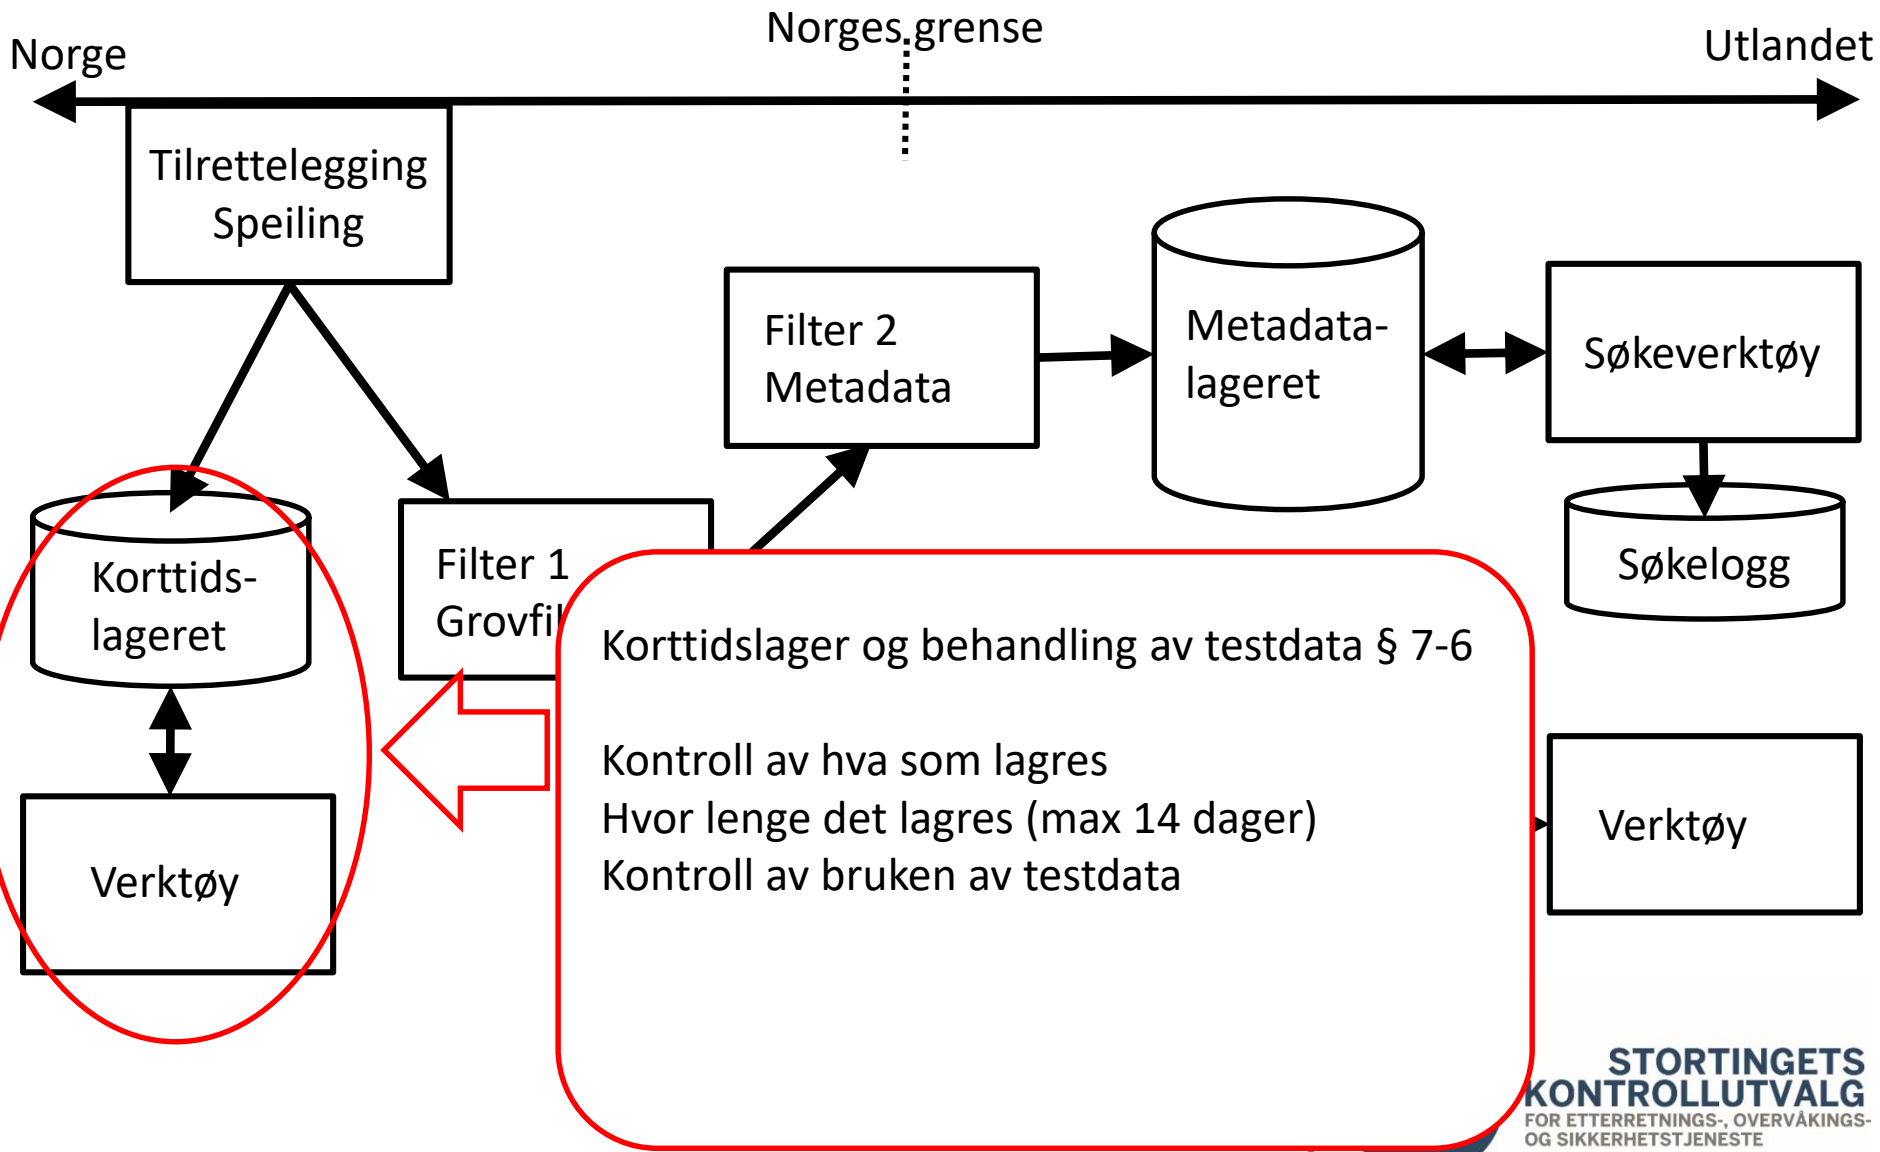 Norge
Norges grense
Utlandet
Tilrettelegging
Speiling
Filter 2
Metadata
Metadata-
lageret
Søkeverktøy
Søkelogg
Korttids-
lageret
Filter 1
Grovfil
Verktøy
Korttidslager og behandling av testdata § 7-6
Kontroll av hva som lagres
Hvor lenge det lagres (max 14 dager)
Kontroll av bruken av testdata
Verktøy
STORTINGETS
KONTROLLUTVALG
FOR ETTERRETNINGS-, OVERVÅKINGS-
OG SIKKERHETSTJENESTE